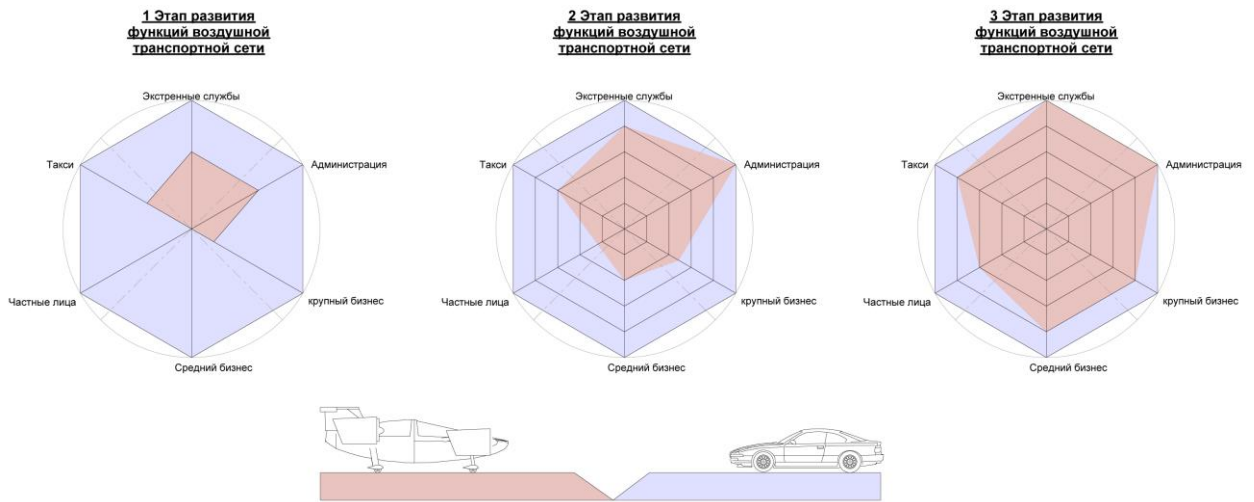 1 Этап развития
функций воздушной
транспортной сети
Экстренные службы
Такси
Администрация
Частные лица
крупный бизнес
Средний бизнес
2 Этап развития
функций воздушной
транспортной сети
Экстренные службы
Такси
Администрация
Частные лица
крупный бизнес
Средний бизнес
3 Этап развития
функций воздушной
транспортной сети
Экстренные службы
Такси
Администрация
Частные лица
крупный бизнес
Средний бизнес